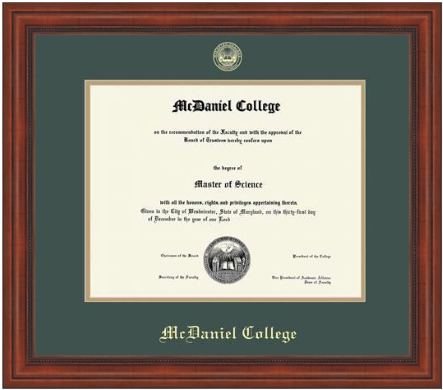 McDaniel College
on the recommendation of the Faculty and with the approval of the
Board of Trustees hereby confers upon
the degree of
Master of Science
with all the honors, rights and privileges appertaining thereto.
Given in the City of Westminster, State of Maryland, on this thirty-first day
of December in the year of our Lord
Chairman of the Board
President of the College
Secretary of the Faculty
Vice President of Academic Affairs
Dean of Faculty
McDaniel College